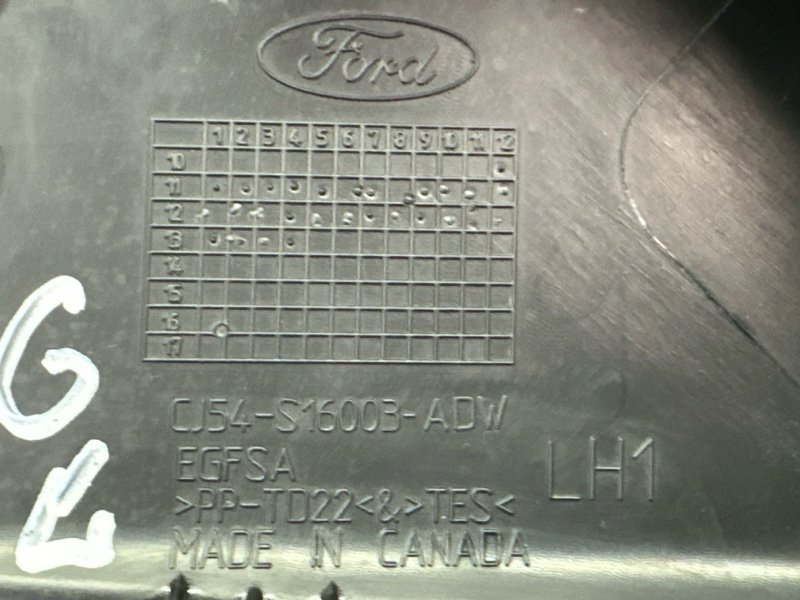 Ford
1 2 3 4 5 6 7 8 9 10 11 12
10
11
12
13
14
15
16
17
G
CJ54-S16003-ADW
EGFSA
LH1
>PP-TD22<&>TES<
MADE IN CANADA